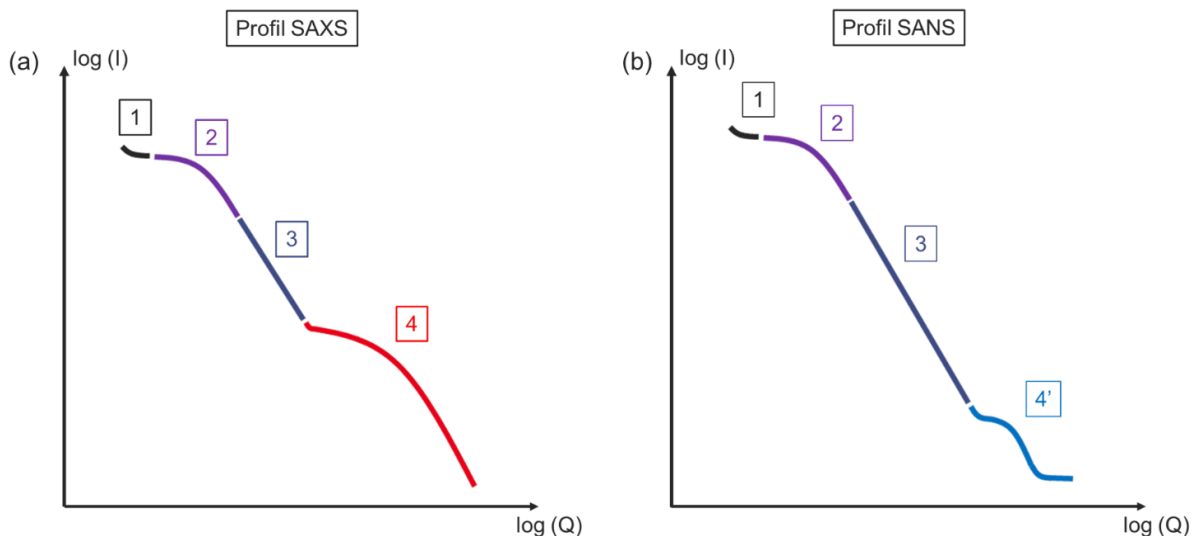 Profil SAXS
(a)
log (I)
1
2
3
4
log (Q)
Profil SANS
(b)
log (I)
1
2
3
4'
log (Q)